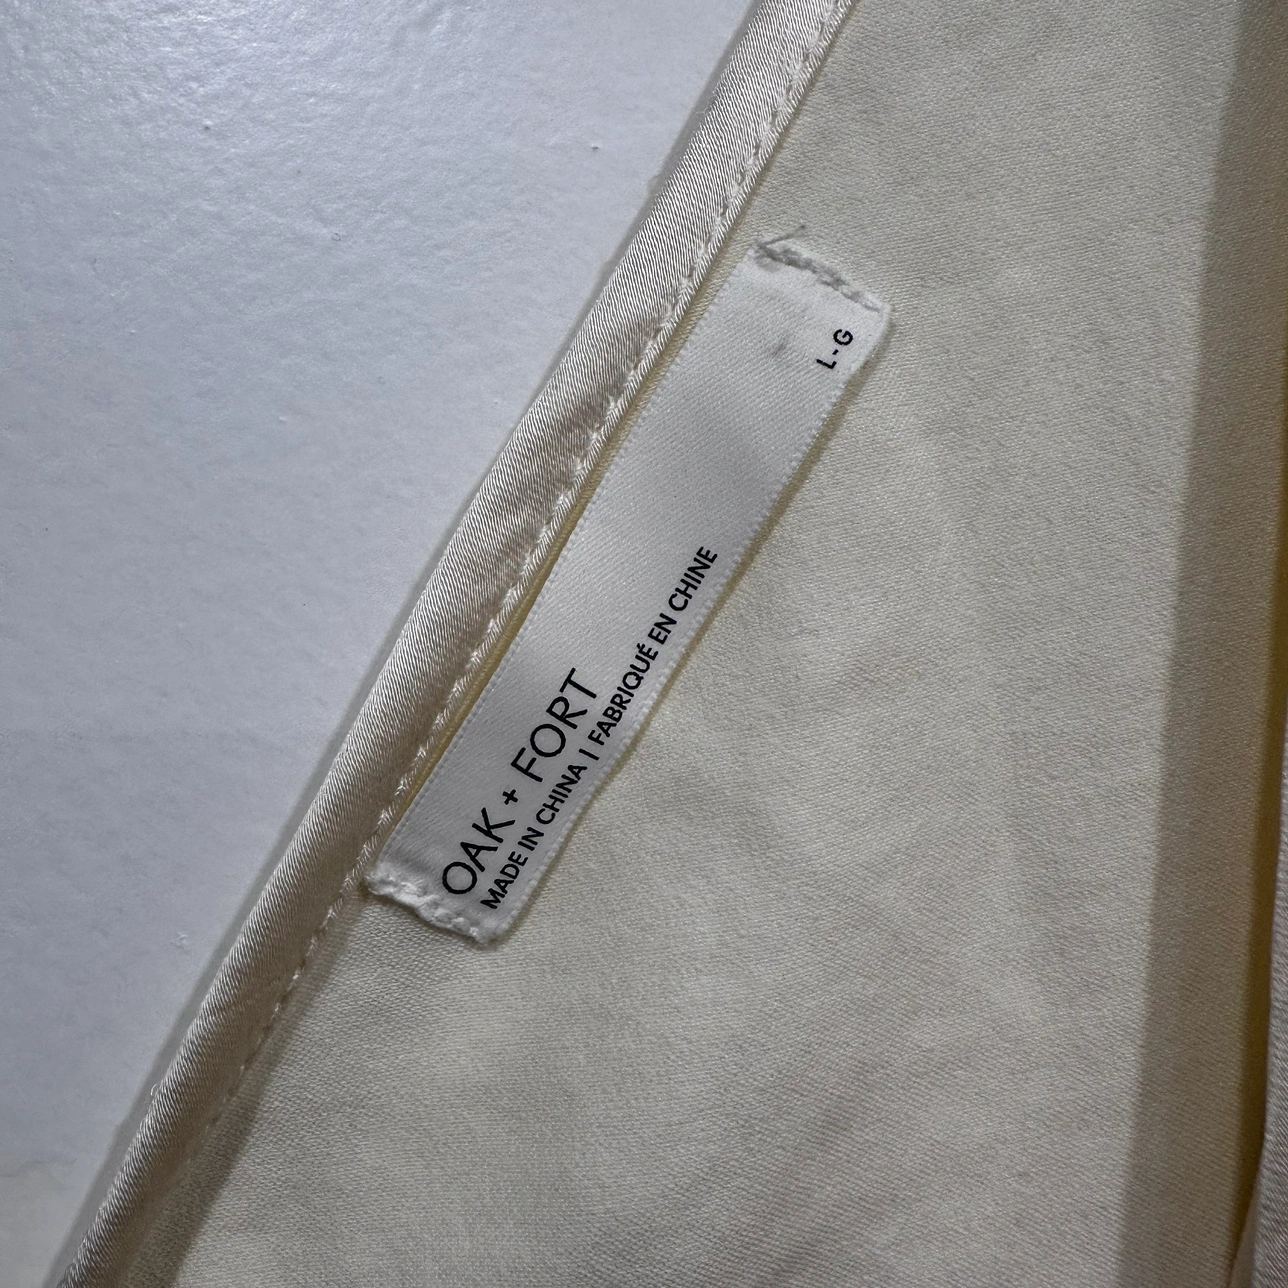 OAK + FORT
MADE IN CHINA | FABRIQUÉ EN CHINE
L-G